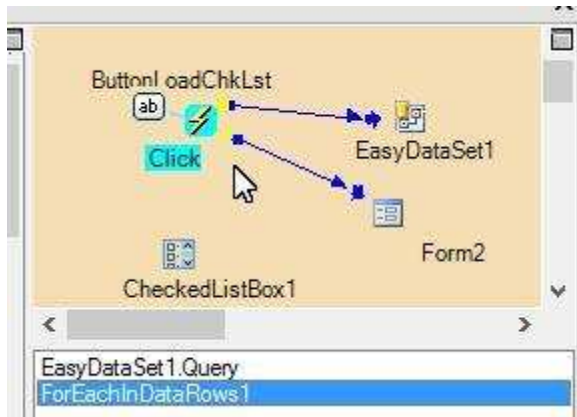 ButtonLoadChkLst
ab
Click
EasyDataSet1
Form2
CheckedListBox1
EasyDataSet1.Query
ForEachInDataRows1